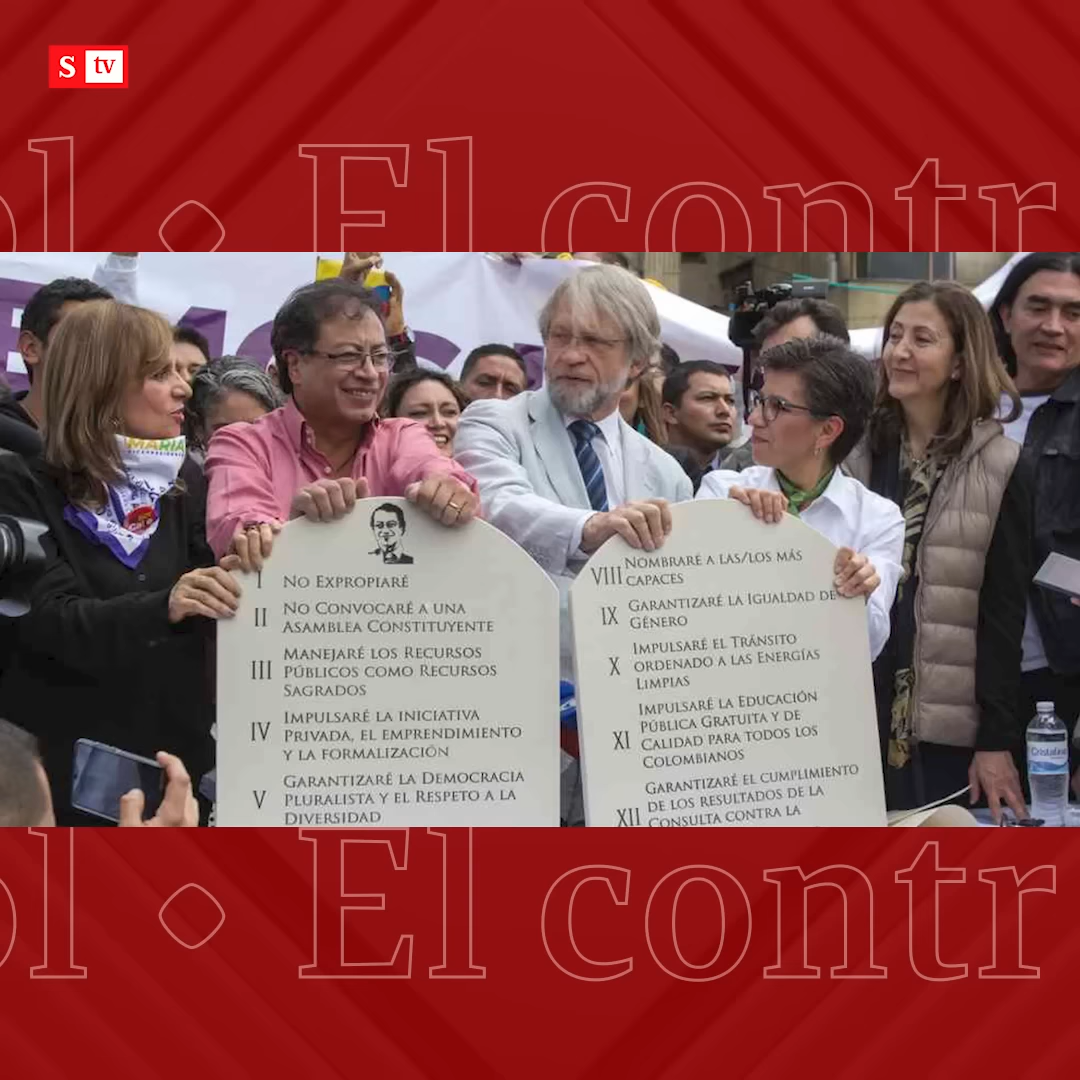 S tv
ol · El contr
MARIA
I NO EXPROPIARÉ
II NO CONVOCARÉ A UNA
ASAMBLEA CONSTITUYENTE
III MANEJARÉ LOS RECURSOS
PÚBLICOS COMO RECURSOS
SAGRADOS
IV IMPULSARÉ LA INICIATIVA
PRIVADA, EL EMPRENDIMIENTO
Y LA FORMALIZACIÓN
V GARANTIZARÉ LA DEMOCRACIA
PLURALISTA Y EL RESPETO A LA
DIVERSIDAD
VIII NOMBRARÉ A LAS/LOS MÁS
CAPACES
IX GARANTIZARÉ LA IGUALDAD DE
GÉNERO
X IMPULSARÉ EL TRÁNSITO
ORDENADO A LAS ENERGÍAS
LIMPIAS
XI IMPULSARÉ LA EDUCACIÓN
PÚBLICA GRATUITA Y DE
CALIDAD PARA TODOS LOS
COLOMBIANOS
XII GARANTIZARÉ EL CUMPLIMIENTO
DE LOS RESULTADOS DE LA
CONSULTA CONTRA LA
Cristal
ol · El contr